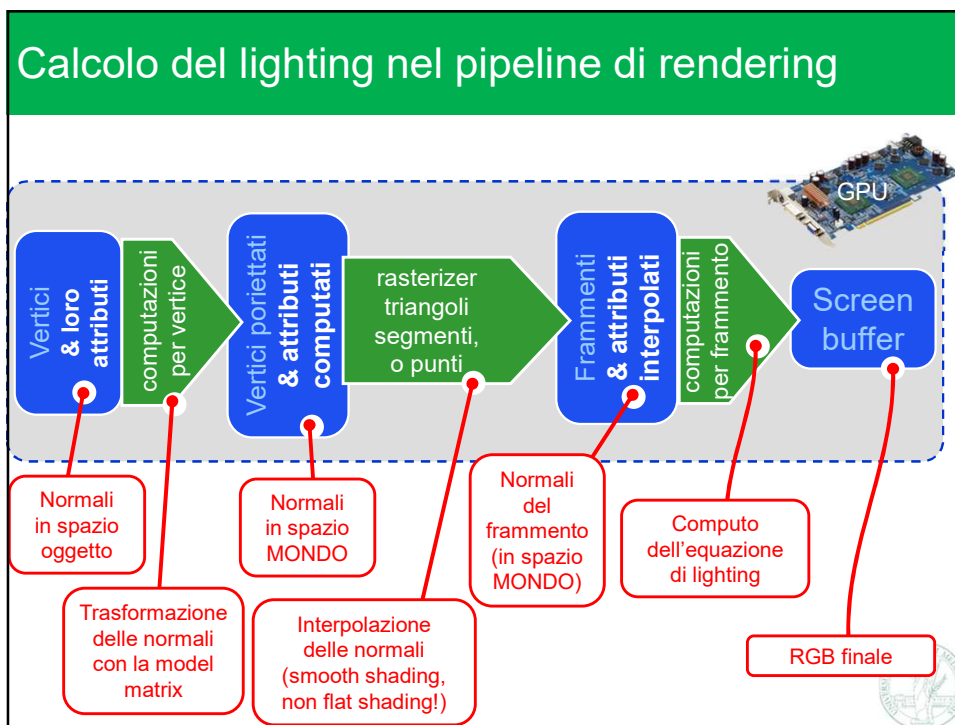 Calcolo del lighting nel pipeline di rendering
GPU
Vertici
& loro
attributi
computazioni
per vertice
Vertici poriettati
& attributi
computati
rasterizer
triangoli
segmenti,
o punti
Frammenti
& attributi
interpolati
computazioni
per frammento
Screen
buffer
Normali
in spazio
oggetto
Trasformazione
delle normali
con la model
matrix
Normali
in spazio
MONDO
Interpolazione
delle normali
(smooth shading,
non flat shading!)
Normali
del
frammento
(in spazio
MONDO)
Computo
dell'equazione
di lighting
RGB finale